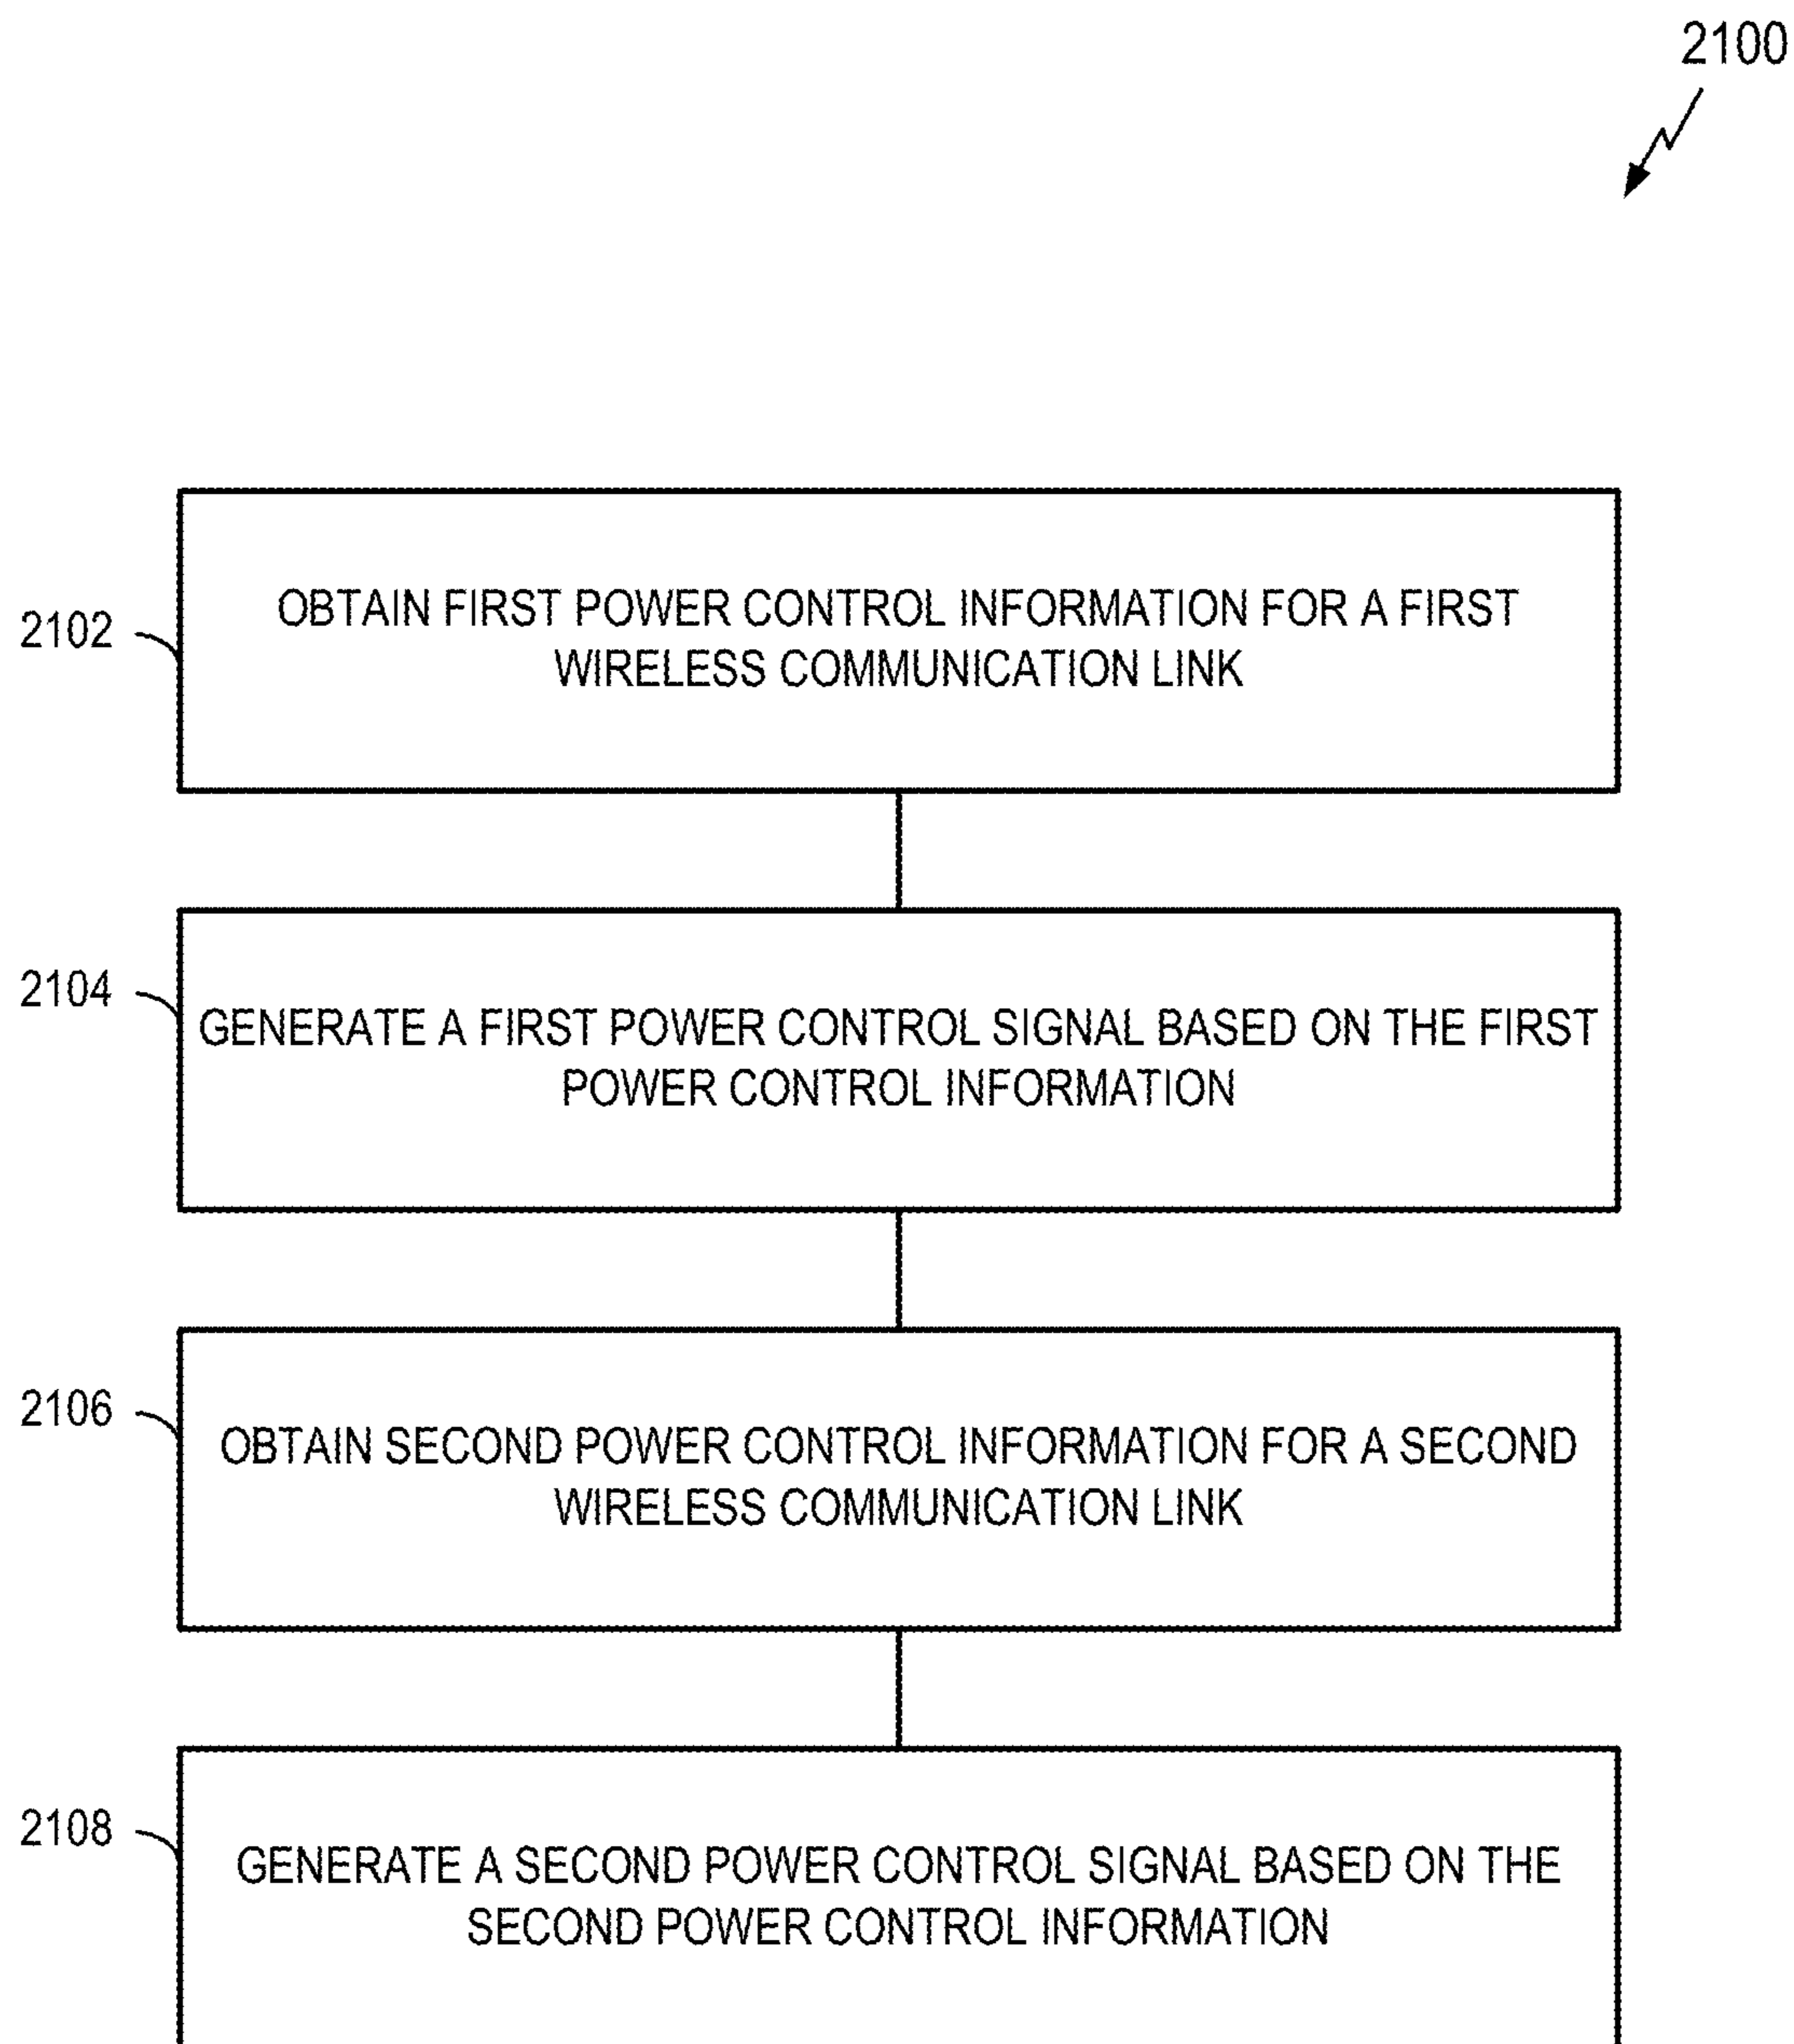 2100
2102
OBTAIN FIRST POWER CONTROL INFORMATION FOR A FIRST
WIRELESS COMMUNICATION LINK
2104
GENERATE A FIRST POWER CONTROL SIGNAL BASED ON THE FIRST
POWER CONTROL INFORMATION
2106
OBTAIN SECOND POWER CONTROL INFORMATION FOR A SECOND
WIRELESS COMMUNICATION LINK
2108
GENERATE A SECOND POWER CONTROL SIGNAL BASED ON THE
SECOND POWER CONTROL INFORMATION